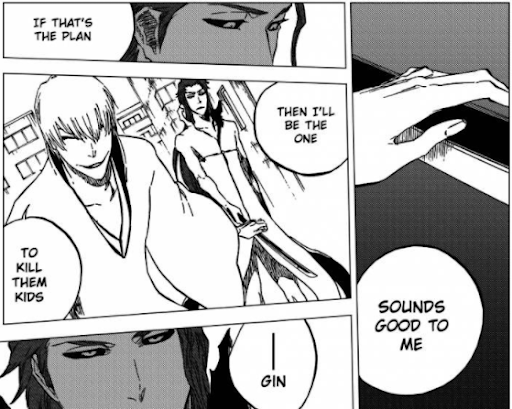 SOUNDS
GOOD TO
ME
IF THAT'S
THE PLAN
THEN I'LL
BE THE
ONE
TO
KILL
THEM
KIDS
|
GIN